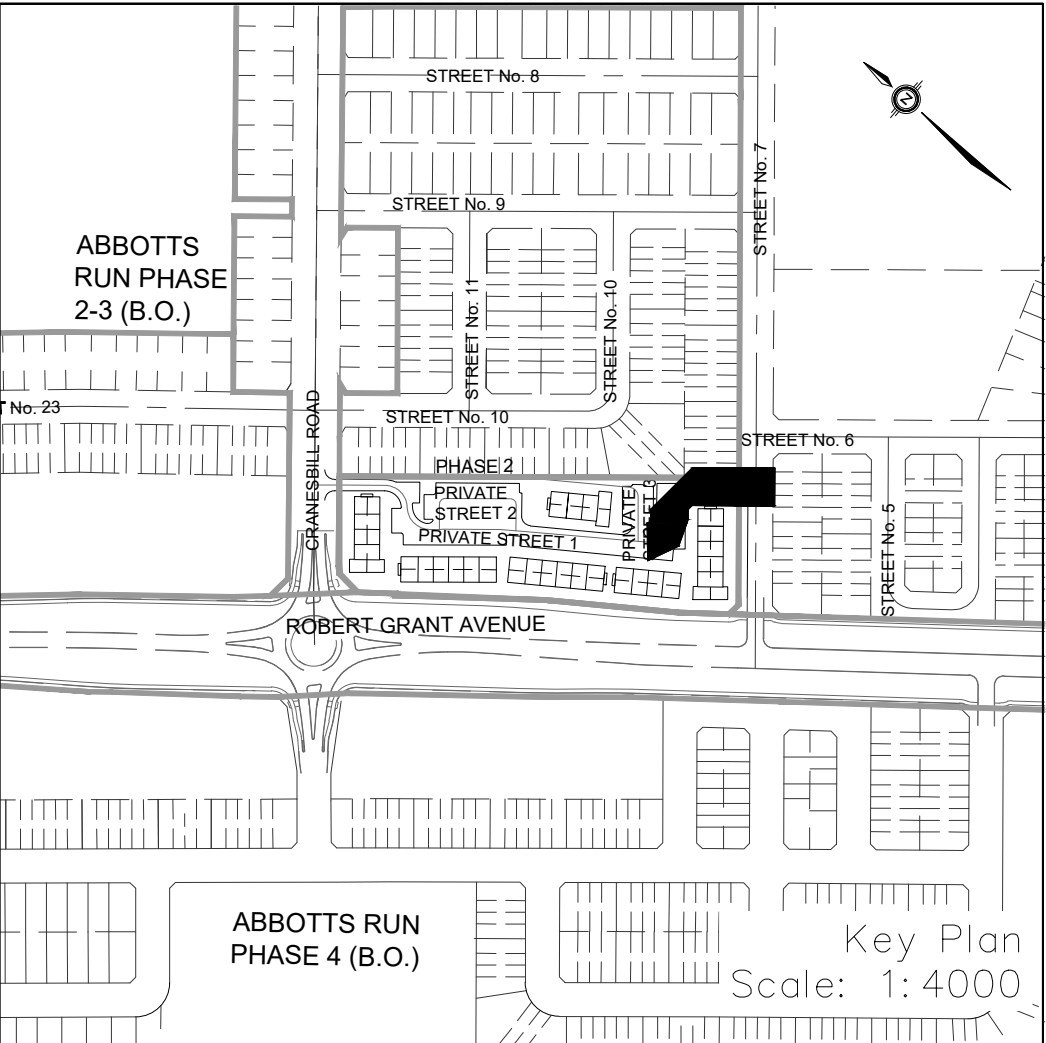 STREET No. 8
STREET No. 7
N
STREET No. 9
ABBOTTS
RUN PHASE
2-3 (B.O.)
STREET No. 11
STREET No. 10
CRANESBILL ROAD
No. 23
STREET No. 10
STREET No. 6
PHASE 2
PRIVATE
STREET 2
PRIVATE
STREET 3
PRIVATE STREET 1
STREET No. 5
ROBERT GRANT AVENUE
ABBOTTS RUN
PHASE 4 (B.O.)
Key Plan
Scale: 1:4000